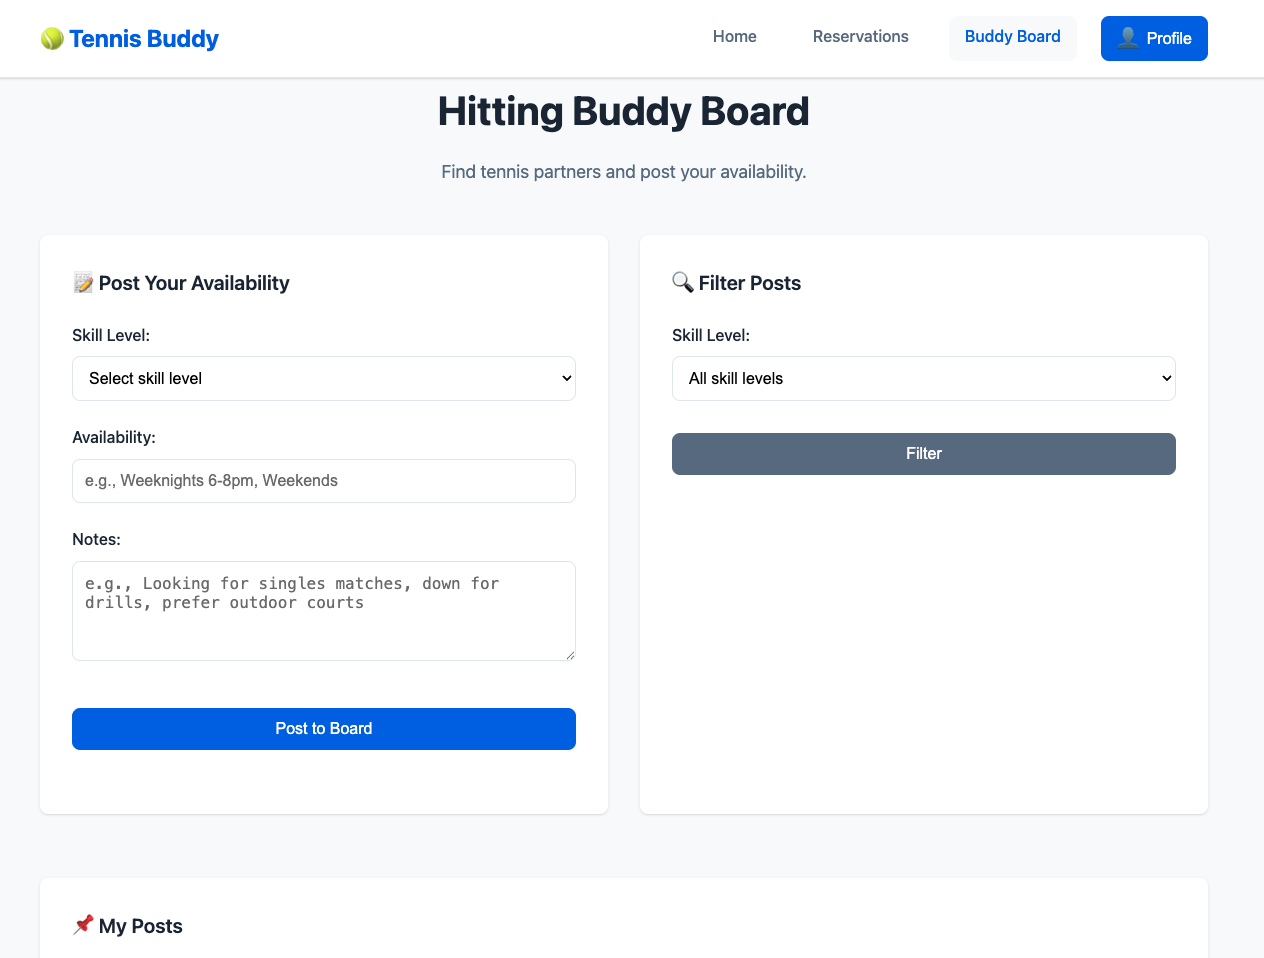 Tennis Buddy
Home
Reservations
Buddy Board
Profile
Hitting Buddy Board
Find tennis partners and post your availability.
Post Your Availability
Skill Level:
Select skill level
Availability:
e.g., Weeknights 6-8pm, Weekends
Notes:
e.g., Looking for singles matches, down for
drills, prefer outdoor courts
Post to Board
Filter Posts
Skill Level:
All skill levels
Filter
My Posts